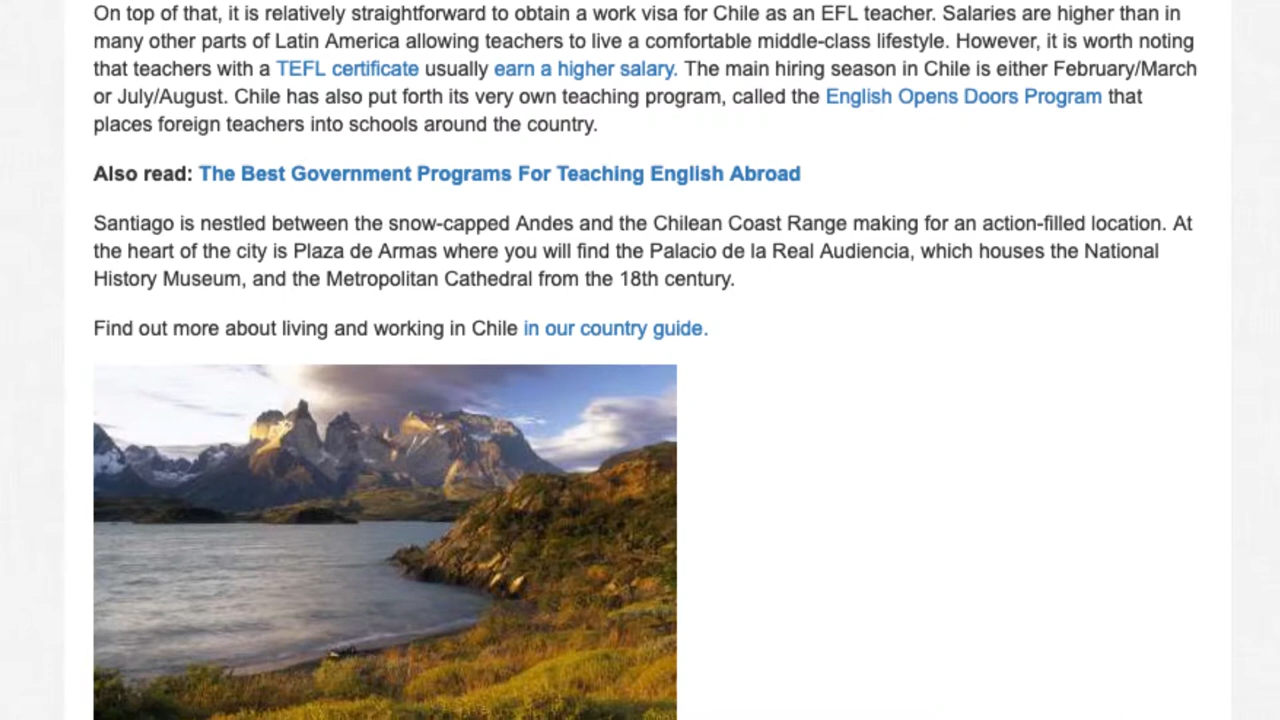 On top of that, it is relatively straightforward to obtain a work visa for Chile as an EFL teacher. Salaries are higher than in
many other parts of Latin America allowing teachers to live a comfortable middle-class lifestyle. However, it is worth noting
that teachers with a TEFL certificate usually earn a higher salary. The main hiring season in Chile is either February/March
or July/August. Chile has also put forth its very own teaching program, called the English Opens Doors Program that
places foreign teachers into schools around the country.
Also read: The Best Government Programs For Teaching English Abroad
Santiago is nestled between the snow-capped Andes and the Chilean Coast Range making for an action-filled location. At
the heart of the city is Plaza de Armas where you will find the Palacio de la Real Audiencia, which houses the National
History Museum, and the Metropolitan Cathedral from the 18th century.
Find out more about living and working in Chile in our country guide.